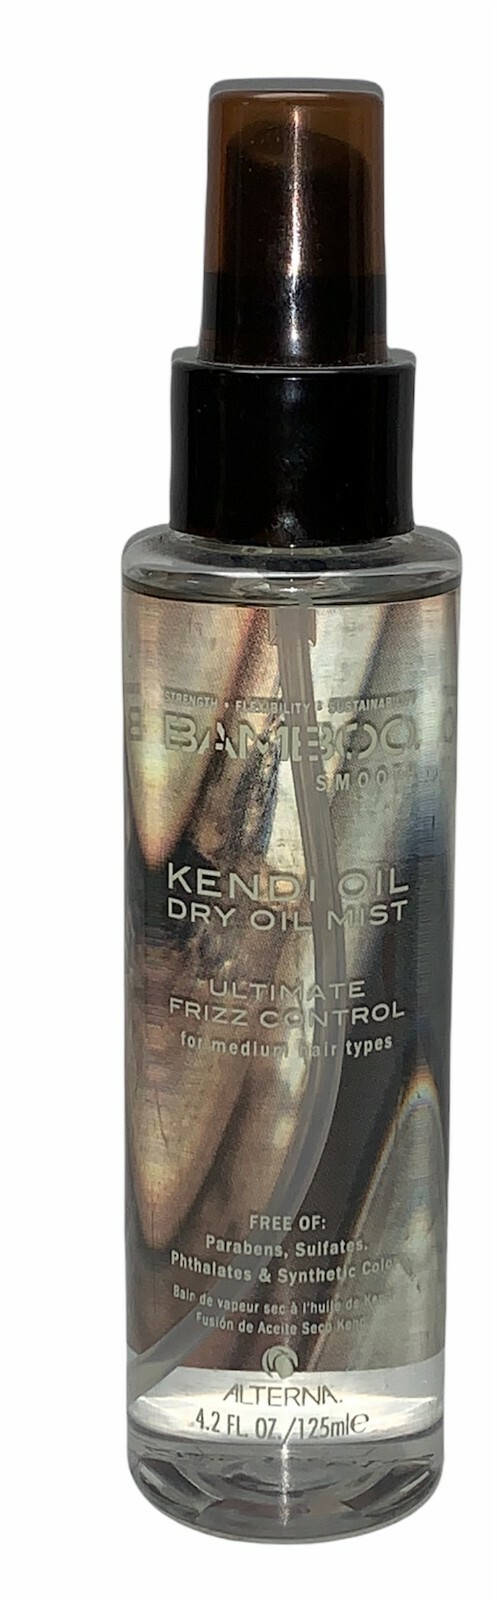 STRENGTH • FLEXIBILITY • SUSTAINABILITY
BAMBOO
SMOOTH
KENDI OIL
DRY OIL MIST
ULTIMATE
FRIZZ CONTROL
for medium hair types
FREE OF:
Parabens, Sulfates,
Phthalates & Synthetic Color
Bain de vapeur sec à l'huile de Kendi
Fusión de Aceite Seco Kendi
ALTERNA.
4.2 FL. OZ./125ml℮